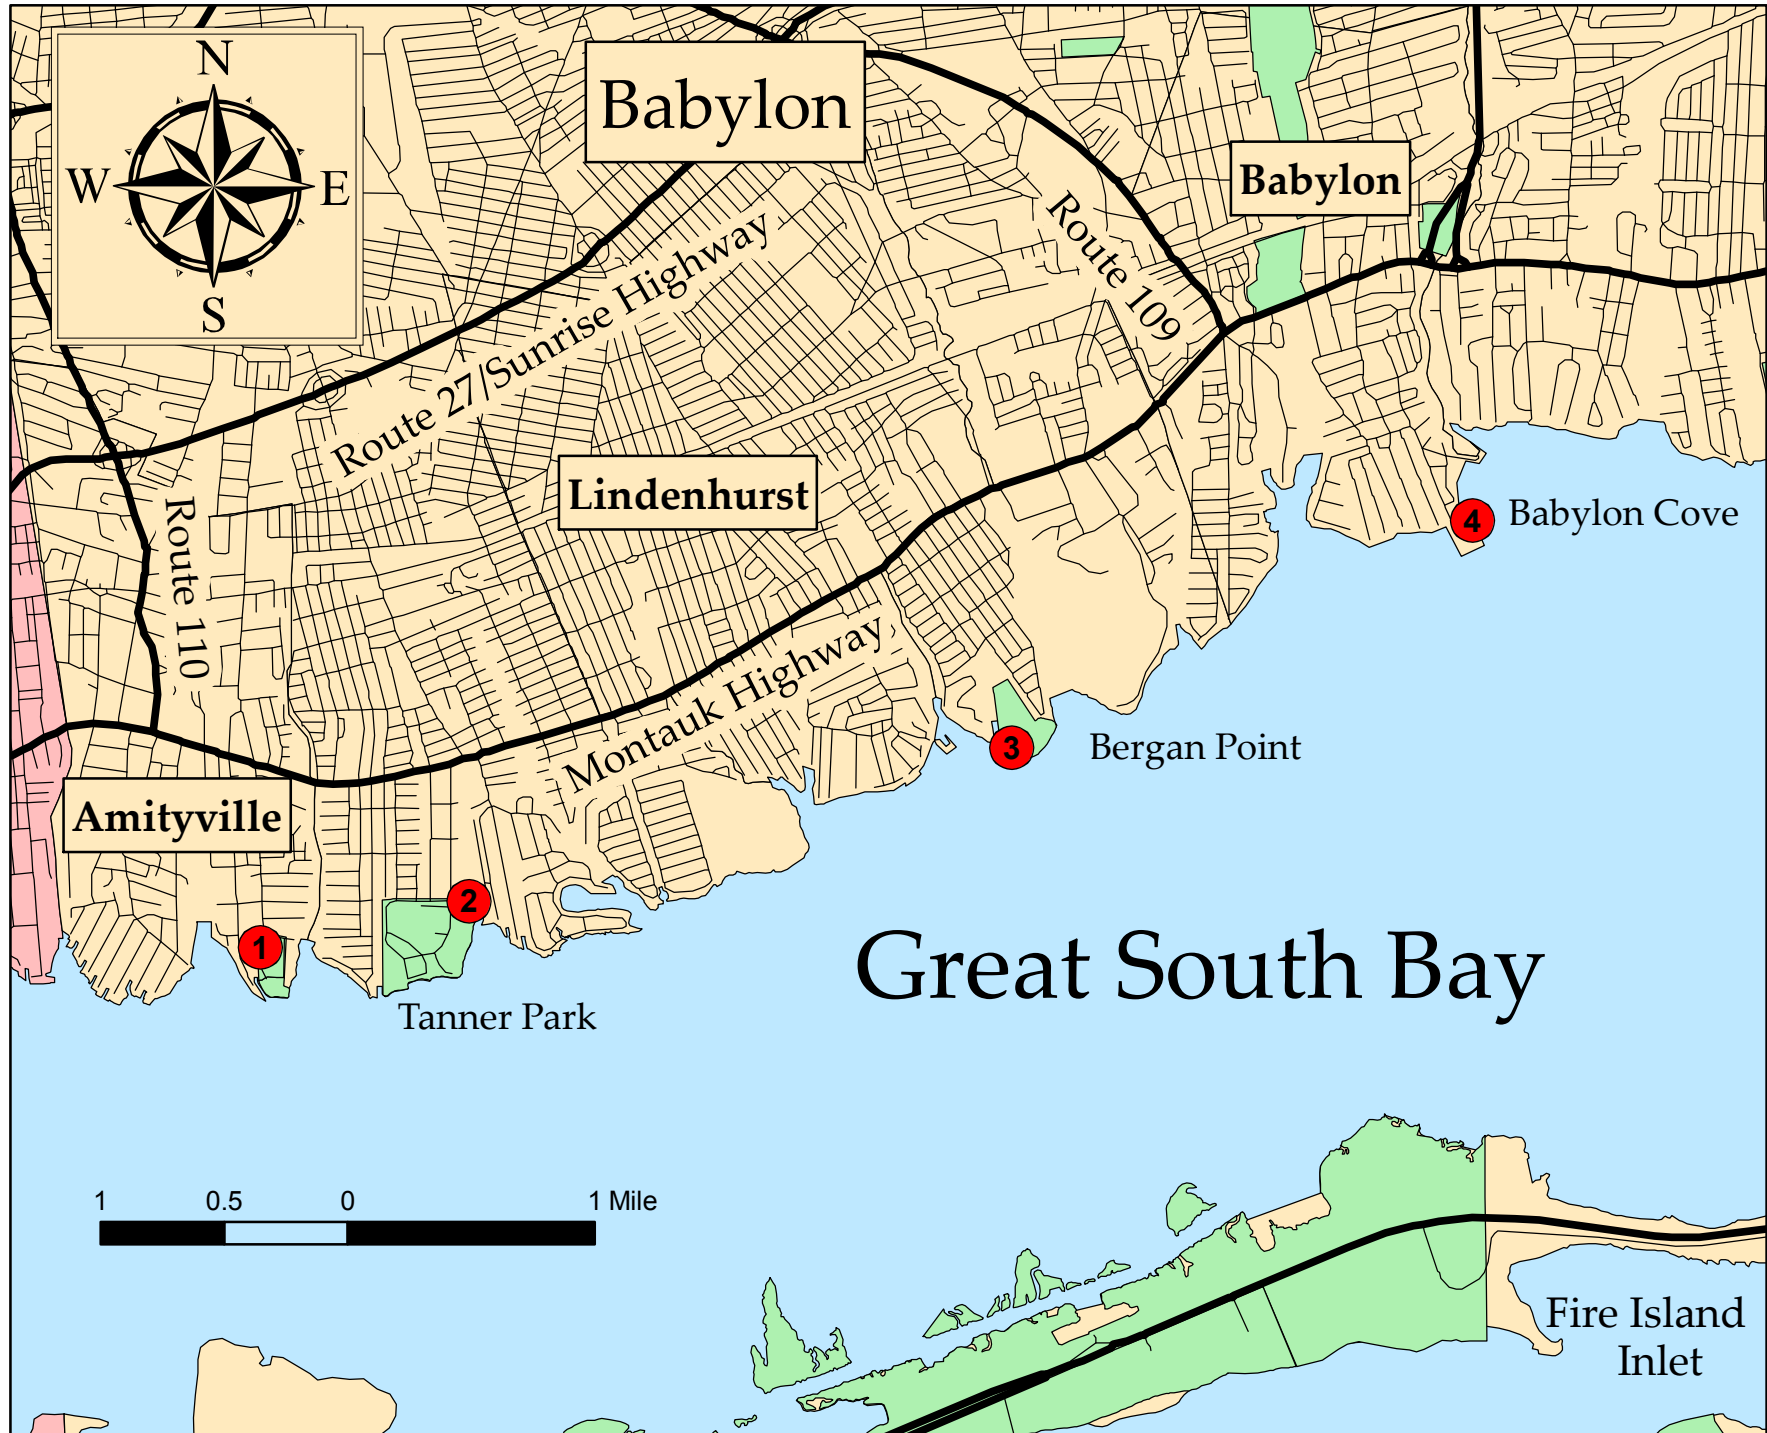 N
W
E
S
Babylon
Babylon
Route 109
Route 27/Sunrise Highway
Lindenhurst
Route 110
4
Babylon Cove
Montauk Highway
3
Bergan Point
Amityville
2
1
Tanner Park
Great South Bay
1 0.5 0 1 Mile
Fire Island
Inlet